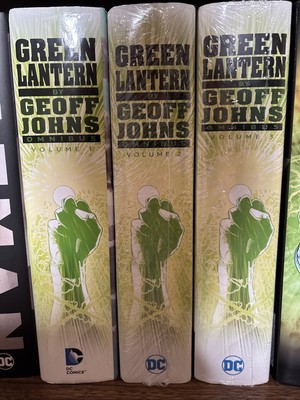 GREEN
LANTERN
BY
GEOFF
JOHNS
OMNIBUS
VOLUME 1
DC
DC
COMICS™
GREEN
LANTERN
BY
GEOFF
JOHNS
OMNIBUS
VOLUME 2
DC
GREEN
LANTERN
BY
GEOFF
JOHNS
OMNIBUS
VOLUME 3
DC